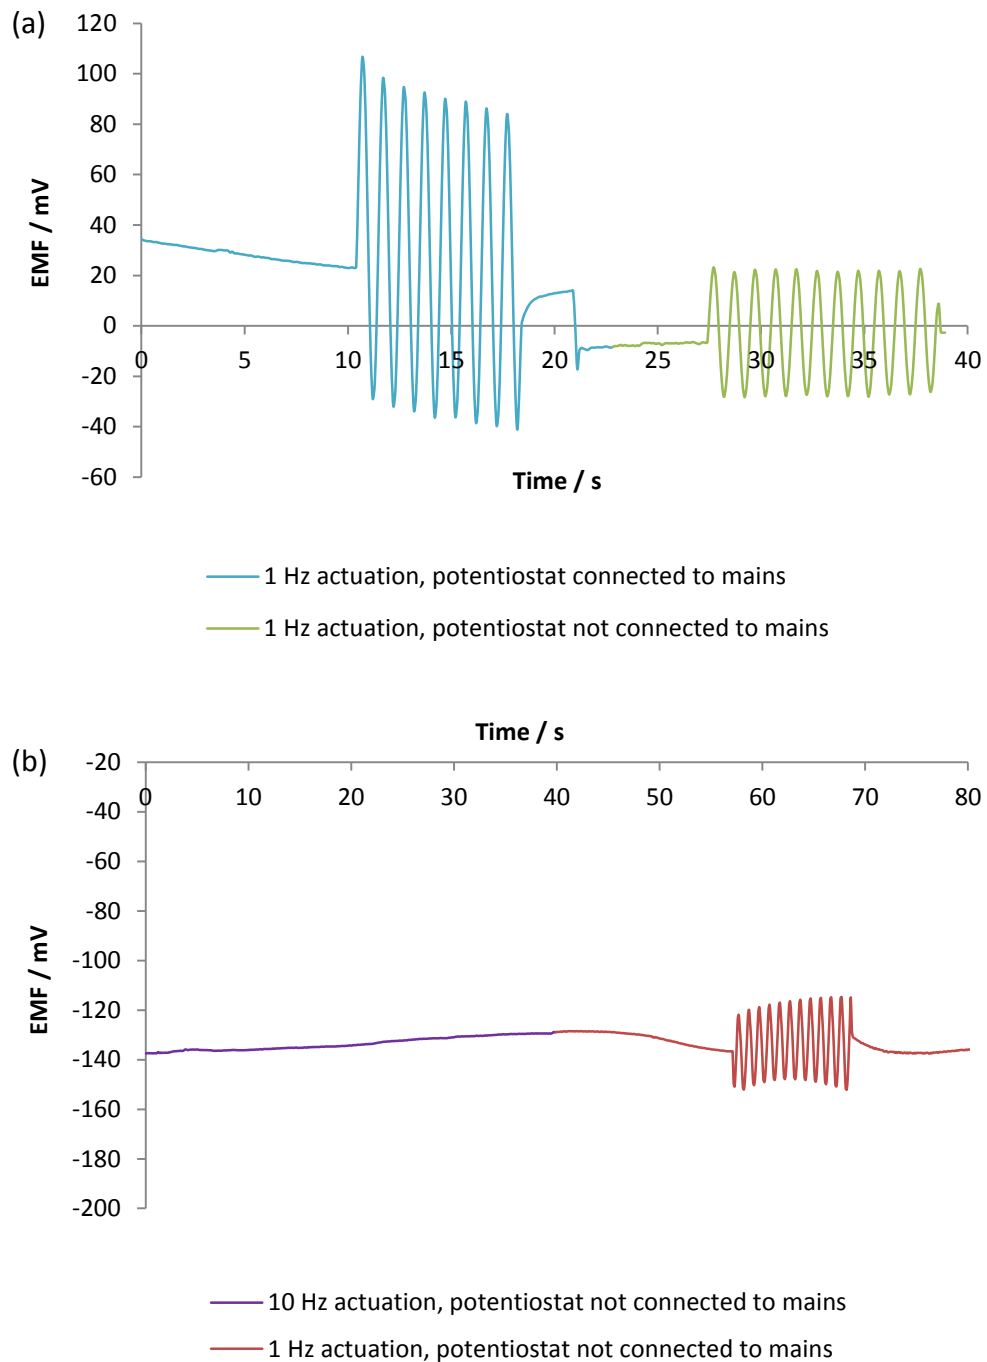 (a)
120
100
80
60
40
20
0
-20
-40
-60
EMF / mV
0 5 10 15 20 25 30 35 40
Time / s
1 Hz actuation, potentiostat connected to mains
1 Hz actuation, potentiostat not connected to mains
Time / s
(b)
-20
-40
-60
-80
-100
-120
-140
-160
-180
-200
EMF / mV
0 10 20 30 40 50 60 70 80
10 Hz actuation, potentiostat not connected to mains
1 Hz actuation, potentiostat not connected to mains